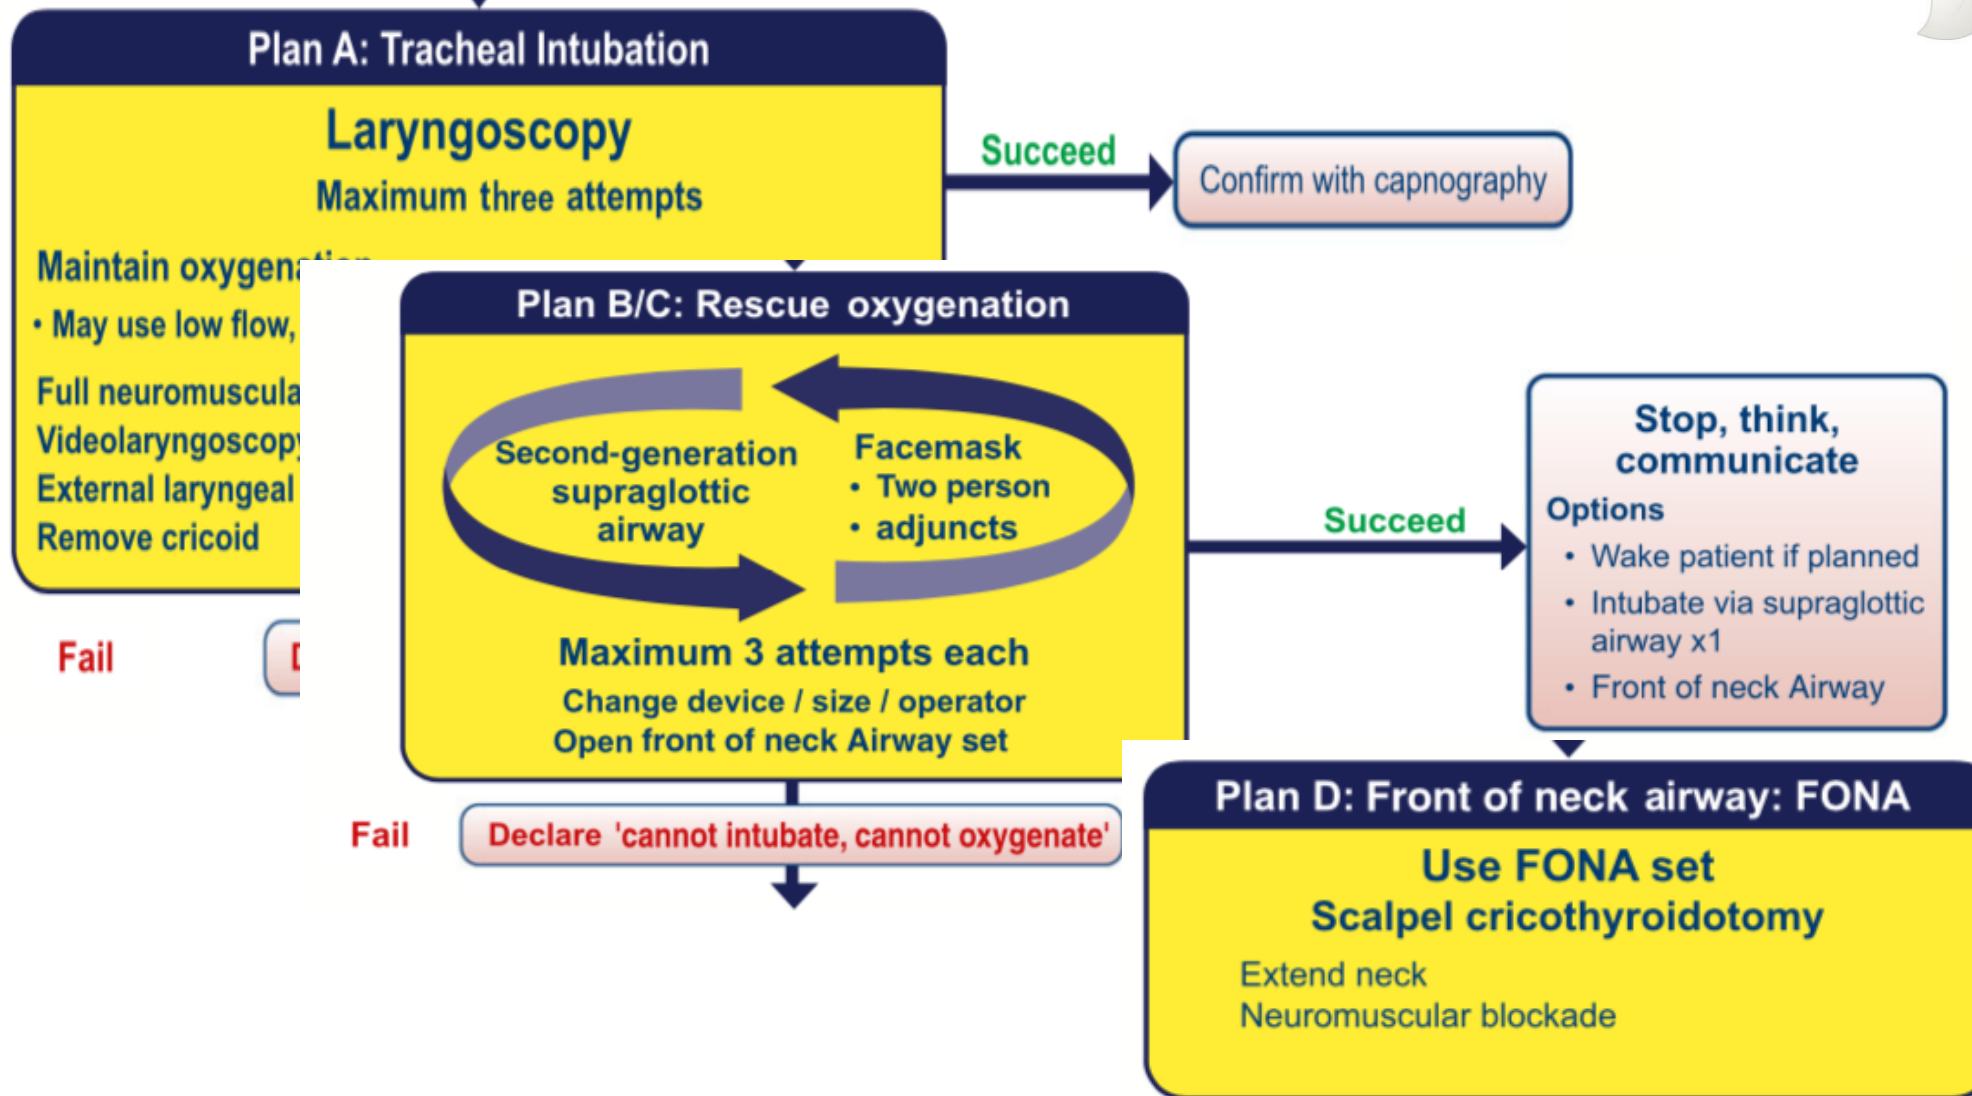 Plan A: Tracheal Intubation
Laryngoscopy
Maximum three attempts
Maintain
• May use low flow,
Full
Videolaryngoscopy
External laryngeal
Remove cricoid
Succeed
Confirm with capnography
Fail
Plan B/C: Rescue oxygenation
Second-generation
supraglottic
airway
Facemask
• Two person
• adjuncts
Maximum 3 attempts each
Change device / size / operator
Open front of neck Airway set
Succeed
Stop, think,
communicate
Options
• Wake patient if planned
• Intubate via supraglottic
airway x1
• Front of neck Airway
Fail
Declare 'cannot intubate, cannot oxygenate'
Plan D: Front of neck airway: FONA
Use FONA set
Scalpel cricothyroidotomy
Extend neck
Neuromuscular blockade